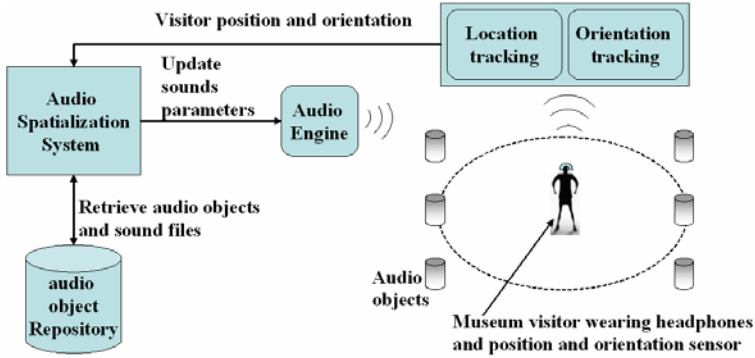 Visitor position and orientation
Location
tracking
Orientation
tracking
Update
sounds
parameters
Audio
Spatialization
System
Audio
Engine
Retrieve audio objects
and sound files
audio
object
Repository
Audio
objects
Museum visitor wearing headphones
and position and orientation sensor